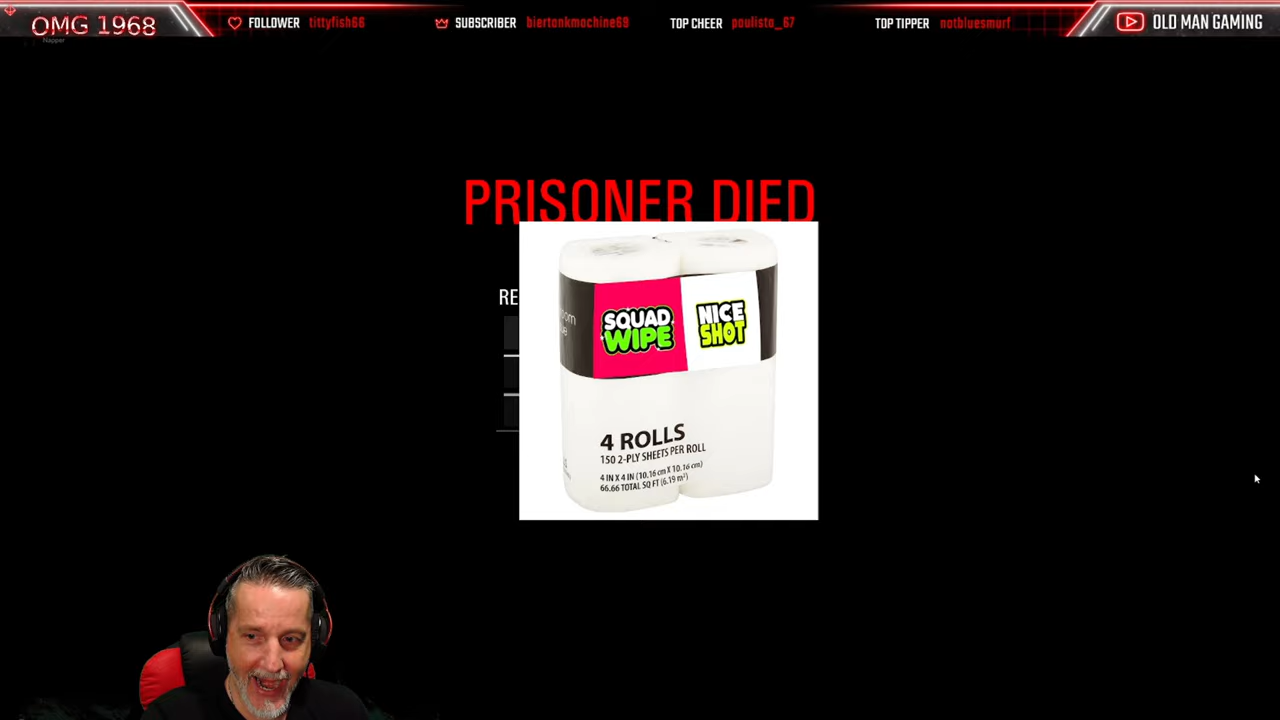 OMG 1968
FOLLOWER tittyfish66
SUBSCRIBER biertankmachine69
TOP CHEER paulista_67
TOP TIPPER notbluesmurf
OLD MAN GAMING
Napper
PRISONER DIED
RE
SQUAD
WIPE
NICE
SHOT
4 ROLLS
150 2-PLY SHEETS PER ROLL
4 IN X 4 IN (10.16 cm X 10.16 cm)
66.66 TOTAL SQ FT (6.19 m²)